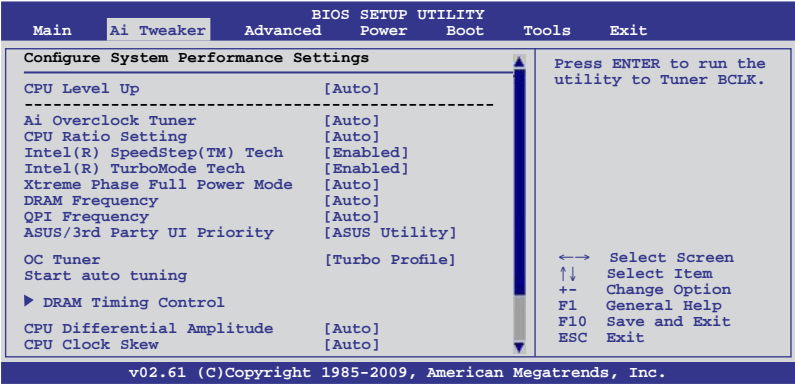 BIOS SETUP UTILITY
Main Ai Tweaker Advanced Power Boot Tools Exit
Configure System Performance Settings
CPU Level Up [Auto]
--------------------------------------------
Ai Overclock Tuner [Auto]
CPU Ratio Setting [Auto]
Intel(R) SpeedStep(TM) Tech [Enabled]
Intel(R) TurboMode Tech [Enabled]
Xtreme Phase Full Power Mode [Auto]
DRAM Frequency [Auto]
QPI Frequency [Auto]
ASUS/3rd Party UI Priority [ASUS Utility]
OC Tuner [Turbo Profile]
Start auto tuning
DRAM Timing Control
CPU Differential Amplitude [Auto]
CPU Clock Skew [Auto]
Press ENTER to run the
utility to Tuner BCLK.
←→ Select Screen
↑↓ Select Item
+- Change Option
F1 General Help
F10 Save and Exit
ESC Exit
v02.61 (C)Copyright 1985-2009, American Megatrends, Inc.